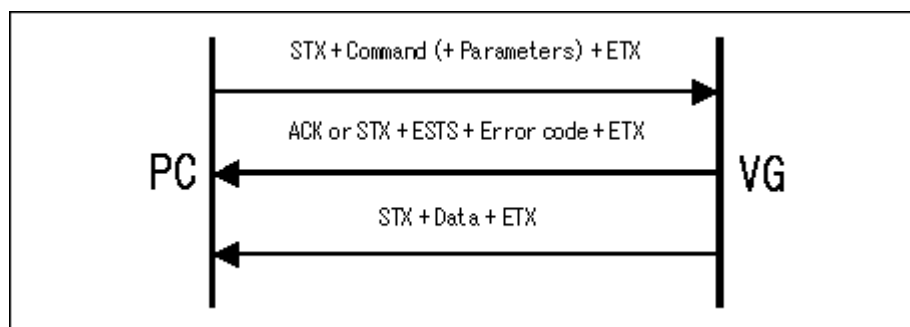 STX + Command (+ Parameters) + ETX
ACK or STX + ESTS + Error code + ETX
PC
VG
STX + Data + ETX